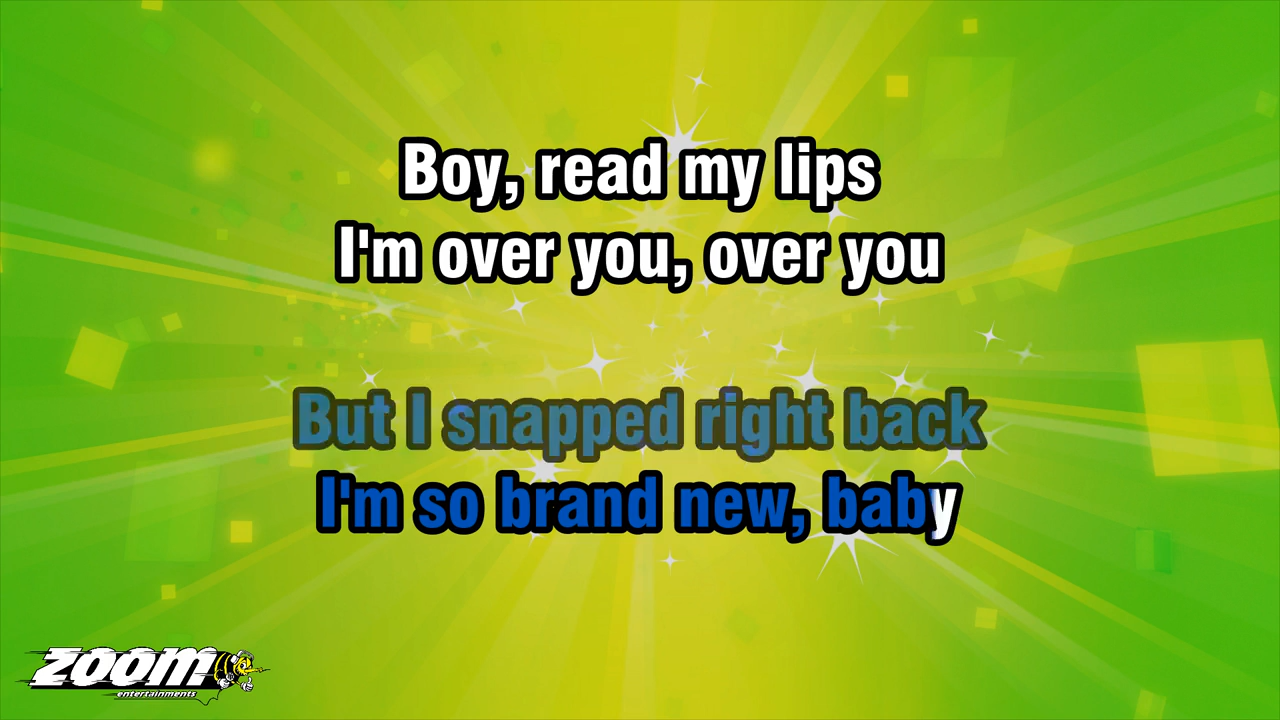 Boy, read my lips
I'm over you, over you
But I snapped right back
I'm so brand new, baby
zoom
entertainments